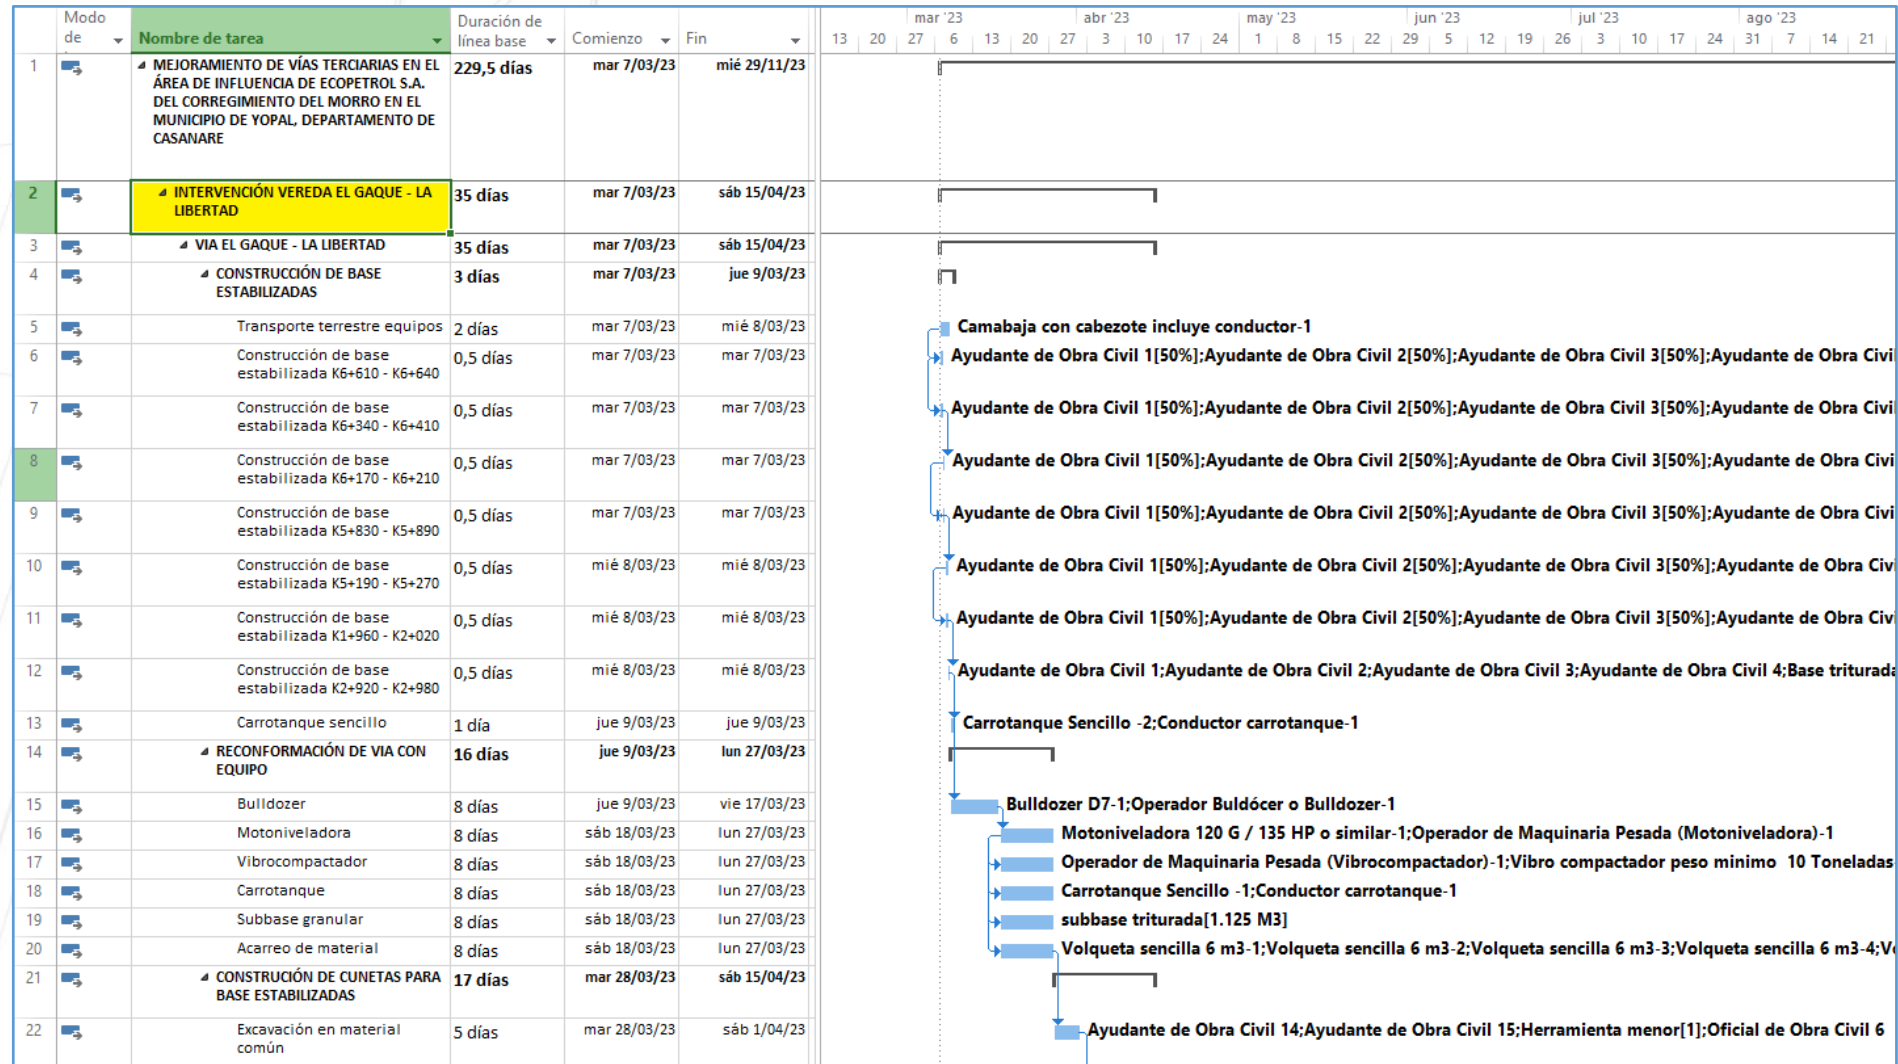 Modo de
Nombre de tarea
Duración de línea base
Comienzo
Fin
mar '23 abr '23 may '23 jun '23 jul '23 ago '23
13 20 27 6 13 20 27 3 10 17 24 1 8 15 22 29 5 12 19 26 3 10 17 24 31 7 14 21
1 MEJORAMIENTO DE VÍAS TERCIARIAS EN EL 229,5 días mar 7/03/23 mié 29/11/23
ÁREA DE INFLUENCIA DE ECOPETROL S.A.
DEL CORREGIMIENTO DEL MORRO EN EL
MUNICIPIO DE YOPAL, DEPARTAMENTO DE
CASANARE
2 INTERVENCIÓN VEREDA EL GAQUE - LA 35 días mar 7/03/23 sáb 15/04/23
LIBERTAD
3 VIA EL GAQUE - LA LIBERTAD 35 días mar 7/03/23 sáb 15/04/23
4 CONSTRUCCIÓN DE BASE 3 días mar 7/03/23 jue 9/03/23
ESTABILIZADAS
5 Transporte terrestre equipos 2 días mar 7/03/23 mié 8/03/23 Camabaja con cabezote incluye conductor-1
6 Construcción de base 0,5 días mar 7/03/23 mar 7/03/23 Ayudante de Obra Civil 1[50%];Ayudante de Obra Civil 2[50%];Ayudante de Obra Civil 3[50%];Ayudante de Obra Civil
estabilizada K6+610 - K6+640
7 Construcción de base 0,5 días mar 7/03/23 mar 7/03/23 Ayudante de Obra Civil 1[50%];Ayudante de Obra Civil 2[50%];Ayudante de Obra Civil 3[50%];Ayudante de Obra Civil
estabilizada K6+340 - K6+410
8 Construcción de base 0,5 días mar 7/03/23 mar 7/03/23 Ayudante de Obra Civil 1[50%];Ayudante de Obra Civil 2[50%];Ayudante de Obra Civil 3[50%];Ayudante de Obra Civi
estabilizada K6+170 - K6+210
9 Construcción de base 0,5 días mar 7/03/23 mar 7/03/23 Ayudante de Obra Civil 1[50%];Ayudante de Obra Civil 2[50%];Ayudante de Obra Civil 3[50%];Ayudante de Obra Civi
estabilizada K5+830 - K5+890
10 Construcción de base 0,5 días mié 8/03/23 mié 8/03/23 Ayudante de Obra Civil 1[50%];Ayudante de Obra Civil 2[50%];Ayudante de Obra Civil 3[50%];Ayudante de Obra Civ
estabilizada K5+190 - K5+270
11 Construcción de base 0,5 días mié 8/03/23 mié 8/03/23 Ayudante de Obra Civil 1[50%];Ayudante de Obra Civil 2[50%];Ayudante de Obra Civil 3[50%];Ayudante de Obra Civ
estabilizada K1+960 - K2+020
12 Construcción de base 0,5 días mié 8/03/23 mié 8/03/23 Ayudante de Obra Civil 1;Ayudante de Obra Civil 2;Ayudante de Obra Civil 3;Ayudante de Obra Civil 4;Base triturada
estabilizada K2+920 - K2+980
13 Carrotanque sencillo 1 día jue 9/03/23 jue 9/03/23 Carrotanque Sencillo -2;Conductor carrotanque-1
14 RECONFORMACIÓN DE VIA CON 16 días jue 9/03/23 lun 27/03/23
EQUIPO
15 Bulldozer 8 días jue 9/03/23 vie 17/03/23 Bulldozer D7-1;Operador Buldócer o Bulldozer-1
16 Motoniveladora 8 días sáb 18/03/23 lun 27/03/23 Motoniveladora 120 G / 135 HP o similar-1;Operador de Maquinaria Pesada (Motoniveladora)-1
17 Vibrocompactador 8 días sáb 18/03/23 lun 27/03/23 Operador de Maquinaria Pesada (Vibrocompactador)-1;Vibro compactador peso minimo 10 Toneladas-
18 Carrotanque 8 días sáb 18/03/23 lun 27/03/23 Carrotanque Sencillo -1;Conductor carrotanque-1
19 Subbase granular 8 días sáb 18/03/23 lun 27/03/23 subbase triturada[1.125 M3]
20 Acarreo de material 8 días sáb 18/03/23 lun 27/03/23 Volqueta sencilla 6 m3-1;Volqueta sencilla 6 m3-2;Volqueta sencilla 6 m3-3;Volqueta sencilla 6 m3-4;Vo
21 CONSTRUCIÓN DE CUNETAS PARA 17 días mar 28/03/23 sáb 15/04/23
BASE ESTABILIZADAS
22 Excavación en material 5 días mar 28/03/23 sáb 1/04/23 Ayudante de Obra Civil 14;Ayudante de Obra Civil 15;Herramienta menor[1];Oficial de Obra Civil 6
común